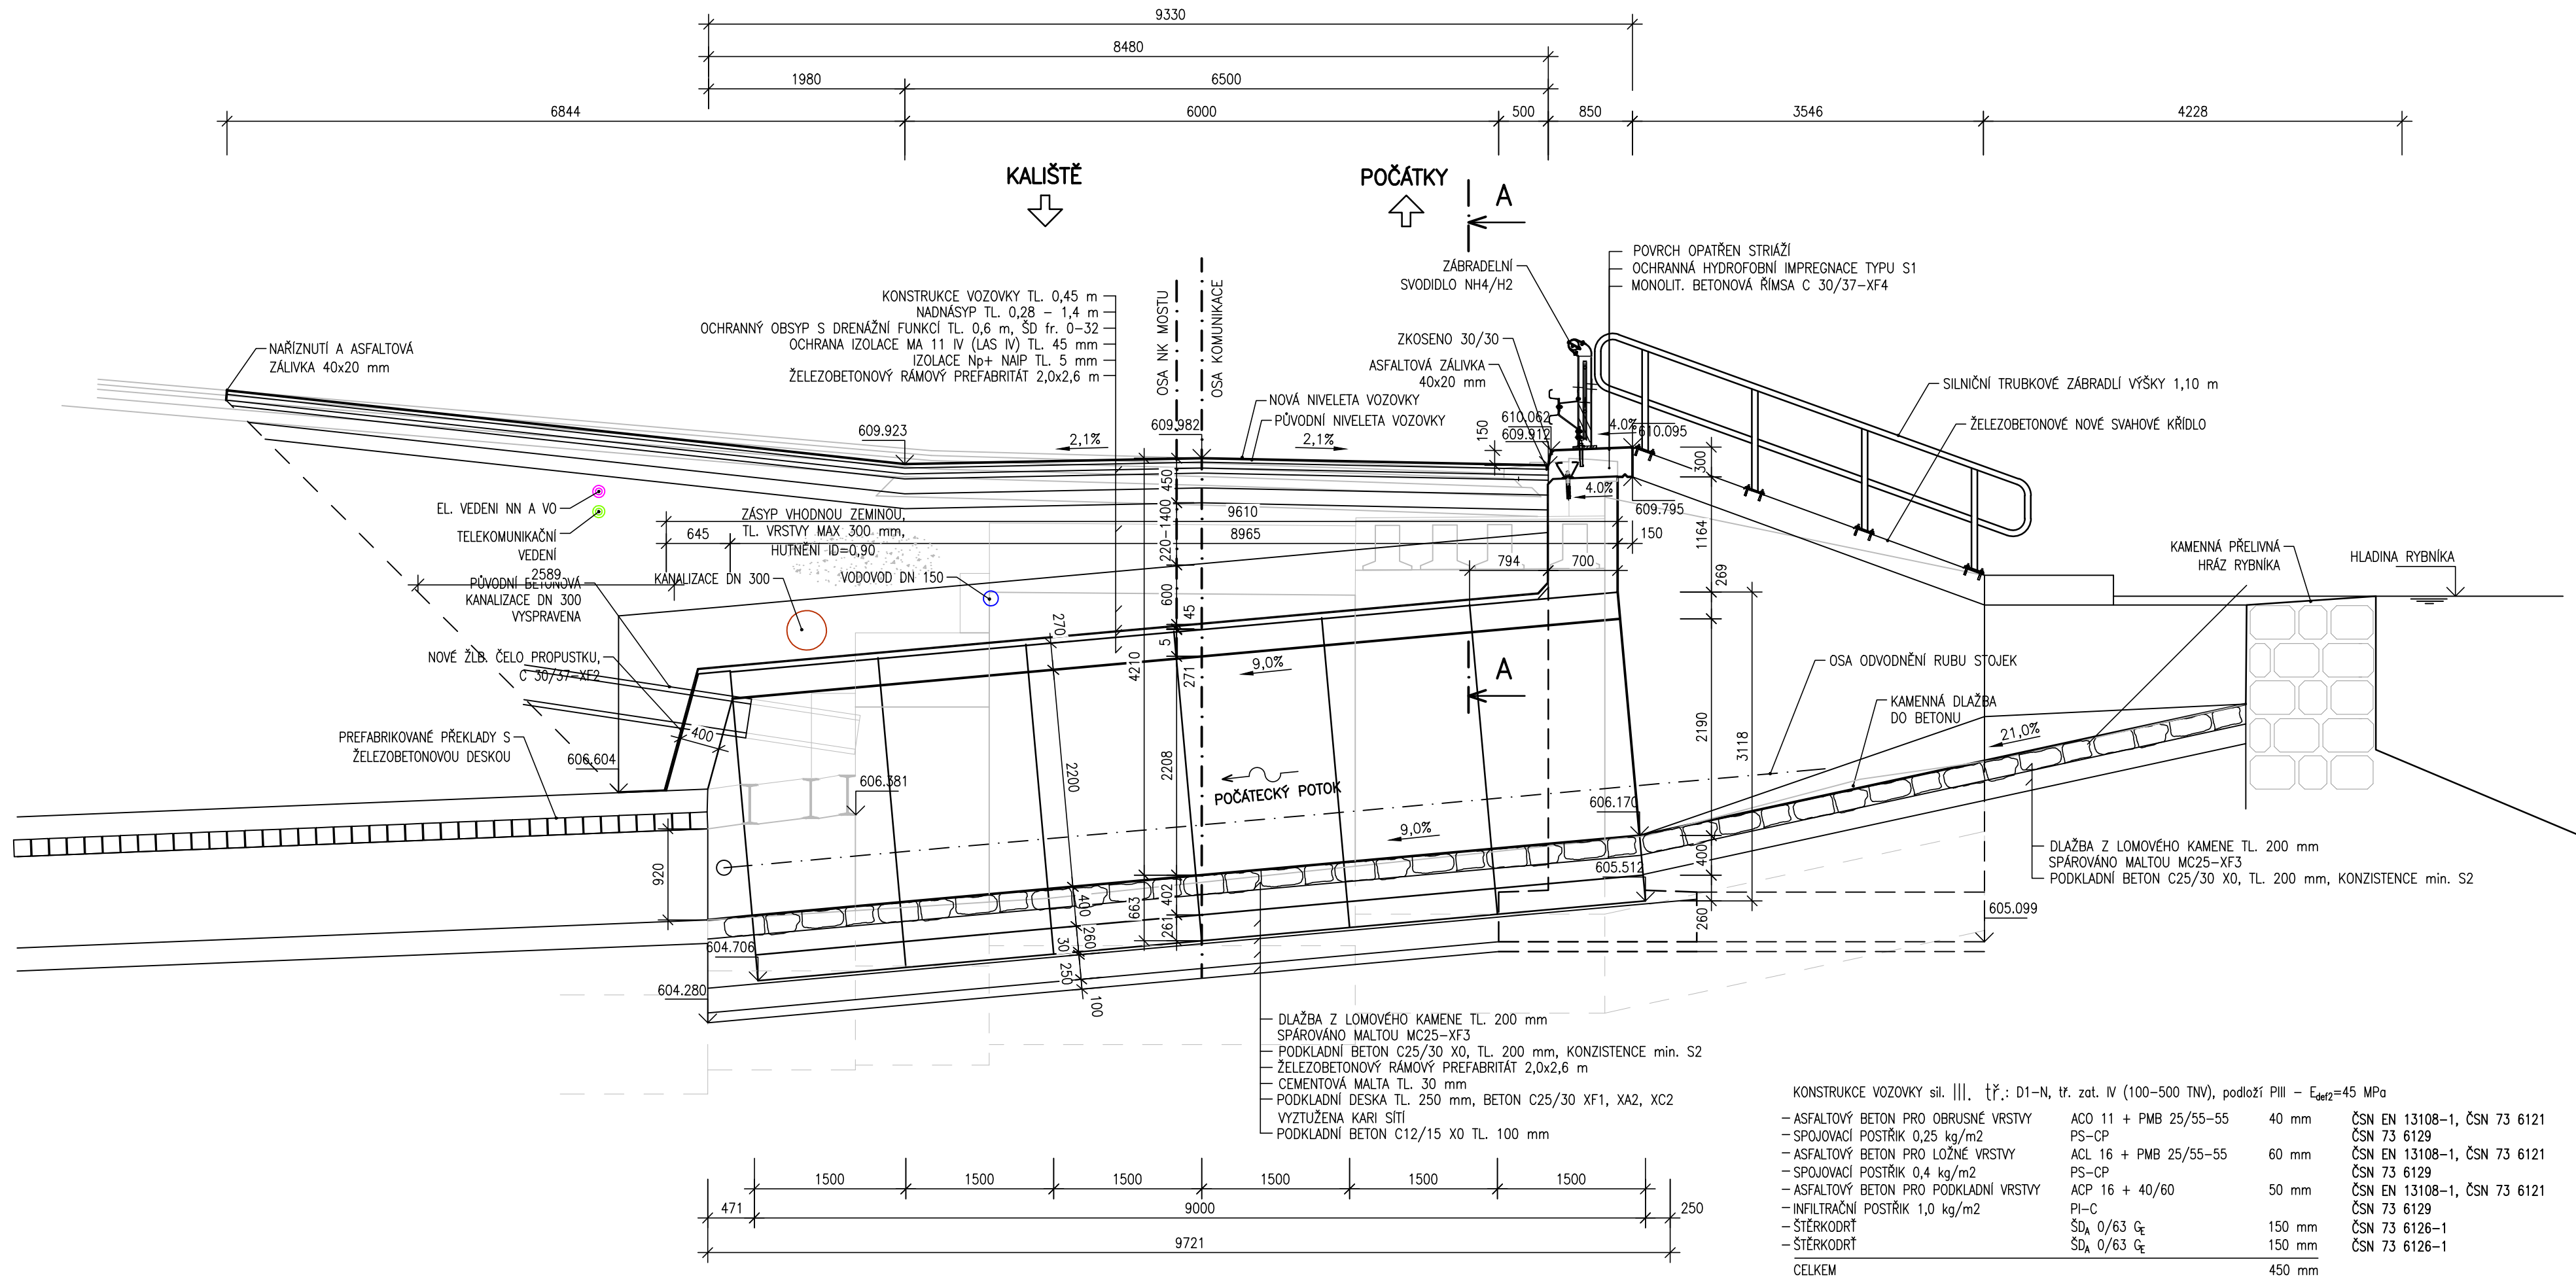 9330
8480
1980
6500
6844
6000
500
850
3546
4228
KALIŠTĚ
POČÁTKY
A
ZÁBRADELNÍ
SVODIDLO NH4/H2
POVRCH OPATŘEN STRIÁŽÍ
OCHRANNÁ HYDROFOBNÍ IMPREGNACE TYPU S1
MONOLIT. BETONOVÁ ŘÍMSA C 30/37-XF4
KONSTRUKCE VOZOVKY TL. 0,45 m
NADNÁSYP TL. 0,28 - 1,4 m
OCHRANNÝ OBSYP S DRENÁŽNÍ FUNKCÍ TL. 0,6 m, ŠD fr. 0-32
OCHRANA IZOLACE MA 11 IV (LAS IV) TL. 45 mm
IZOLACE Np+ NAIP TL. 5 mm
ŽELEZOBETONOVÝ RÁMOVÝ PREFABRITÁT 2,0x2,6 m
OSA NK MOSTU
OSA KOMUNIKACE
NAŘÍZNUTÍ A ASFALTOVÁ
ZÁLIVKA 40x20 mm
ZKOSENO 30/30
ASFALTOVÁ ZÁLIVKA
40x20 mm
NOVÁ NIVELETA VOZOVKY
PŮVODNÍ NIVELETA VOZOVKY
SILNIČNÍ TRUBKOVÉ ZÁBRADLÍ VÝŠKY 1,10 m
ŽELEZOBETONOVÉ NOVÉ SVAHOVÉ KŘÍDLO
609.923
2,1%
609.982
2,1%
150
610.062
609.912
4.0%
610.095
300
4.0%
609.795
450
220-1400
9610
645
8965
150
1164
EL. VEDENI NN A VO
TELEKOMUNIKAČNÍ
VEDENÍ
2589
PŮVODNÍ BETONOVÁ
KANALIZACE DN 300
VYSPRAVENA
ZÁSYP VHODNOU ZEMINOU,
TL. VRSTVY MAX 300 mm,
HUTNĚNÍ ID=0,90
KANALIZACE DN 300
VODOVOD DN 150
794
700
269
KAMENNÁ PŘELIVNÁ
HRÁZ RYBNÍKA
HLADINA RYBNÍKA
600
45
270
5
4210
271
9,0%
A
NOVÉ ŽLB. ČELO PROPUSTKU,
C 30/37-XF2
400
PREFABRIKOVANÉ PŘEKLADY S
ŽELEZOBETONOVOU DESKOU
606.604
606.381
2200
2208
POČÁTECKÝ POTOK
606.170
9,0%
2190
3118
OSA ODVODNĚNÍ RUBU STOJEK
KAMENNÁ DLAŽBA
DO BETONU
21,0%
DLAŽBA Z LOMOVÉHO KAMENE TL. 200 mm
SPÁROVÁNO MALTOU MC25-XF3
PODKLADNÍ BETON C25/30 X0, TL. 200 mm, KONZISTENCE min. S2
920
605.512
400
260
605.099
663
402
261
400
260
30
250
100
604.706
604.280
DLAŽBA Z LOMOVÉHO KAMENE TL. 200 mm
SPÁROVÁNO MALTOU MC25-XF3
PODKLADNÍ BETON C25/30 X0, TL. 200 mm, KONZISTENCE min. S2
ŽELEZOBETONOVÝ RÁMOVÝ PREFABRITÁT 2,0x2,6 m
CEMENTOVÁ MALTA TL. 30 mm
PODKLADNÍ DESKA TL. 250 mm, BETON C25/30 XF1, XA2, XC2
VYZTUŽENA KARI SÍTÍ
PODKLADNÍ BETON C12/15 X0 TL. 100 mm
1500
1500
1500
1500
1500
1500
471
9000
250
9721
KONSTRUKCE VOZOVKY sil. III. tř.: D1-N, tř. zat. IV (100-500 TNV), podloží PIII - Edef2=45 MPa
- ASFALTOVÝ BETON PRO OBRUSNÉ VRSTVY ACO 11 + PMB 25/55-55 40 mm ČSN EN 13108-1, ČSN 73 6121
- SPOJOVACÍ POSTŘIK 0,25 kg/m2 PS-CP ČSN 73 6129
- ASFALTOVÝ BETON PRO LOŽNÉ VRSTVY ACL 16 + PMB 25/55-55 60 mm ČSN EN 13108-1, ČSN 73 6121
- SPOJOVACÍ POSTŘIK 0,4 kg/m2 PS-CP ČSN 73 6129
- ASFALTOVÝ BETON PRO PODKLADNÍ VRSTVY ACP 16 + 40/60 50 mm ČSN EN 13108-1, ČSN 73 6121
- INFILTRAČNÍ POSTŘIK 1,0 kg/m2 PI-C ČSN 73 6129
- ŠTĚRKODRŤ ŠDA 0/63 GE 150 mm ČSN 73 6126-1
- ŠTĚRKODRŤ ŠDA 0/63 GE 150 mm ČSN 73 6126-1
CELKEM 450 mm